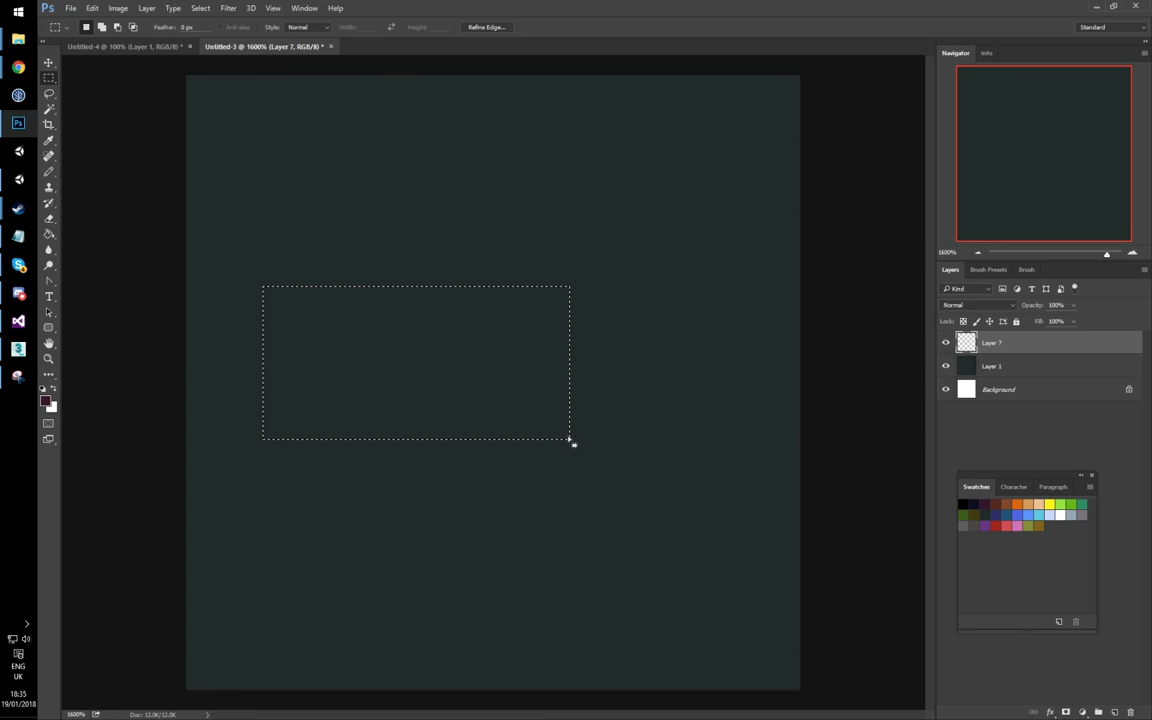 Ps File Edit Image Layer Type Select Filter 3D View Window Help
Feather: 0 px Anti-alias Style: Normal Width: Height: Refine Edge... Standard
Untitled-4 @ 100% (Layer 1, RGB/8) * × Untitled-3 @ 1600% (Layer 7, RGB/8) * ×
Navigator Info
1600%
Layers Brush Presets Brush
Kind
Normal Opacity: 100%
Lock: Fill: 100%
Layer 7
Layer 1
Background
Swatches Character Paragraph
ENG
UK
18:35
19/01/2018
1600% Doc: 12.0K/12.0K